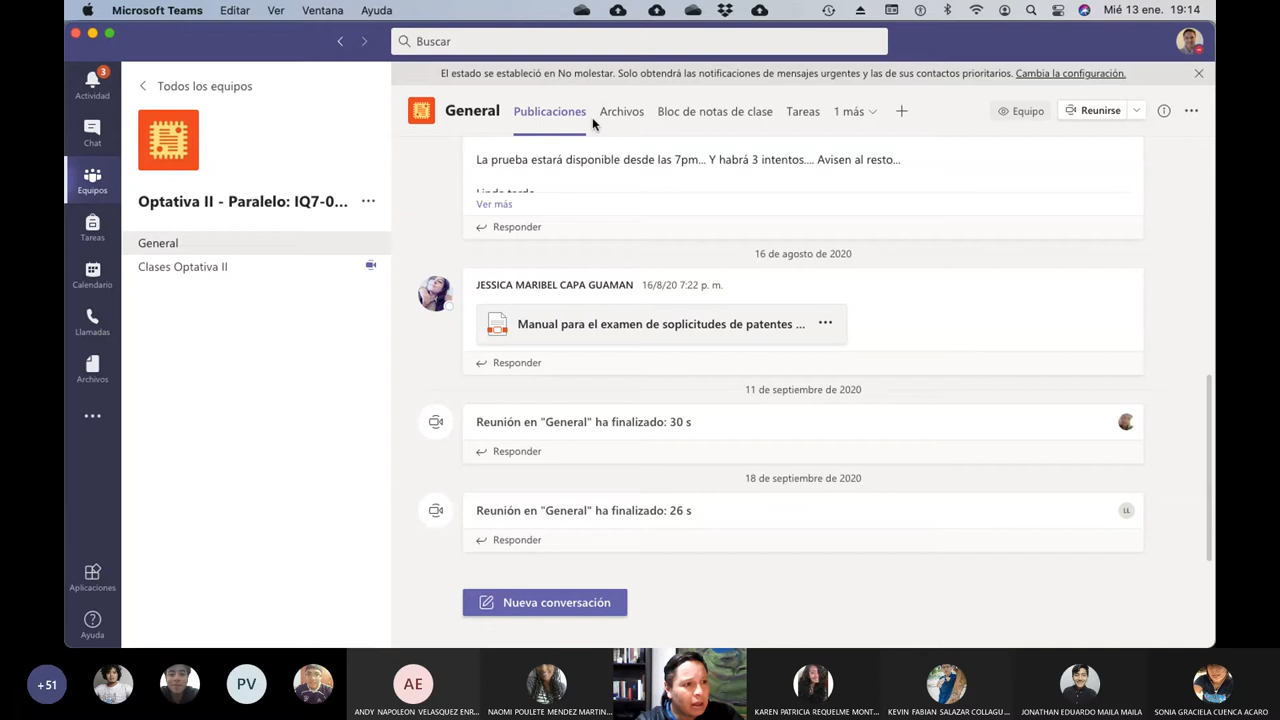 Microsoft Teams Editar Ver Ventana Ayuda Mié 13 ene. 19:14
Buscar
El estado se estableció en No molestar. Solo obtendrá las notificaciones de mensajes urgentes y las de sus contactos prioritarios. Cambia la configuración.
3
Actividad
Chat
Equipos
Tareas
Calendario
Llamadas
Archivos
Aplicaciones
Ayuda
Todos los equipos
Optativa II - Paralelo: IQ7-0...
General
Clases Optativa II
General Publicaciones Archivos Bloc de notas de clase Tareas 1 más Equipo Reunirse
La prueba estará disponible desde las 7pm... Y habrá 3 intentos.... Avisen al resto...
Linda tarde
Ver más
Responder
16 de agosto de 2020
JESSICA MARIBEL CAPA GUAMAN 16/8/20 7:22 p. m.
Manual para el examen de soplicitudes de patentes ...
Responder
11 de septiembre de 2020
Reunión en "General" ha finalizado: 30 s
Responder
18 de septiembre de 2020
Reunión en "General" ha finalizado: 26 s
LL
Responder
Nueva conversación
+51
PV
AE
ANDY NAPOLEON VELASQUEZ ENR...
NAOMI POULETE MENDEZ MARTIN...
KAREN PATRICIA REQUELME MONT...
KEVIN FABIAN SALAZAR COLLAGU...
JONATHAN EDUARDO MAILA MAILA
SONIA GRACIELA CUENCA ACARO